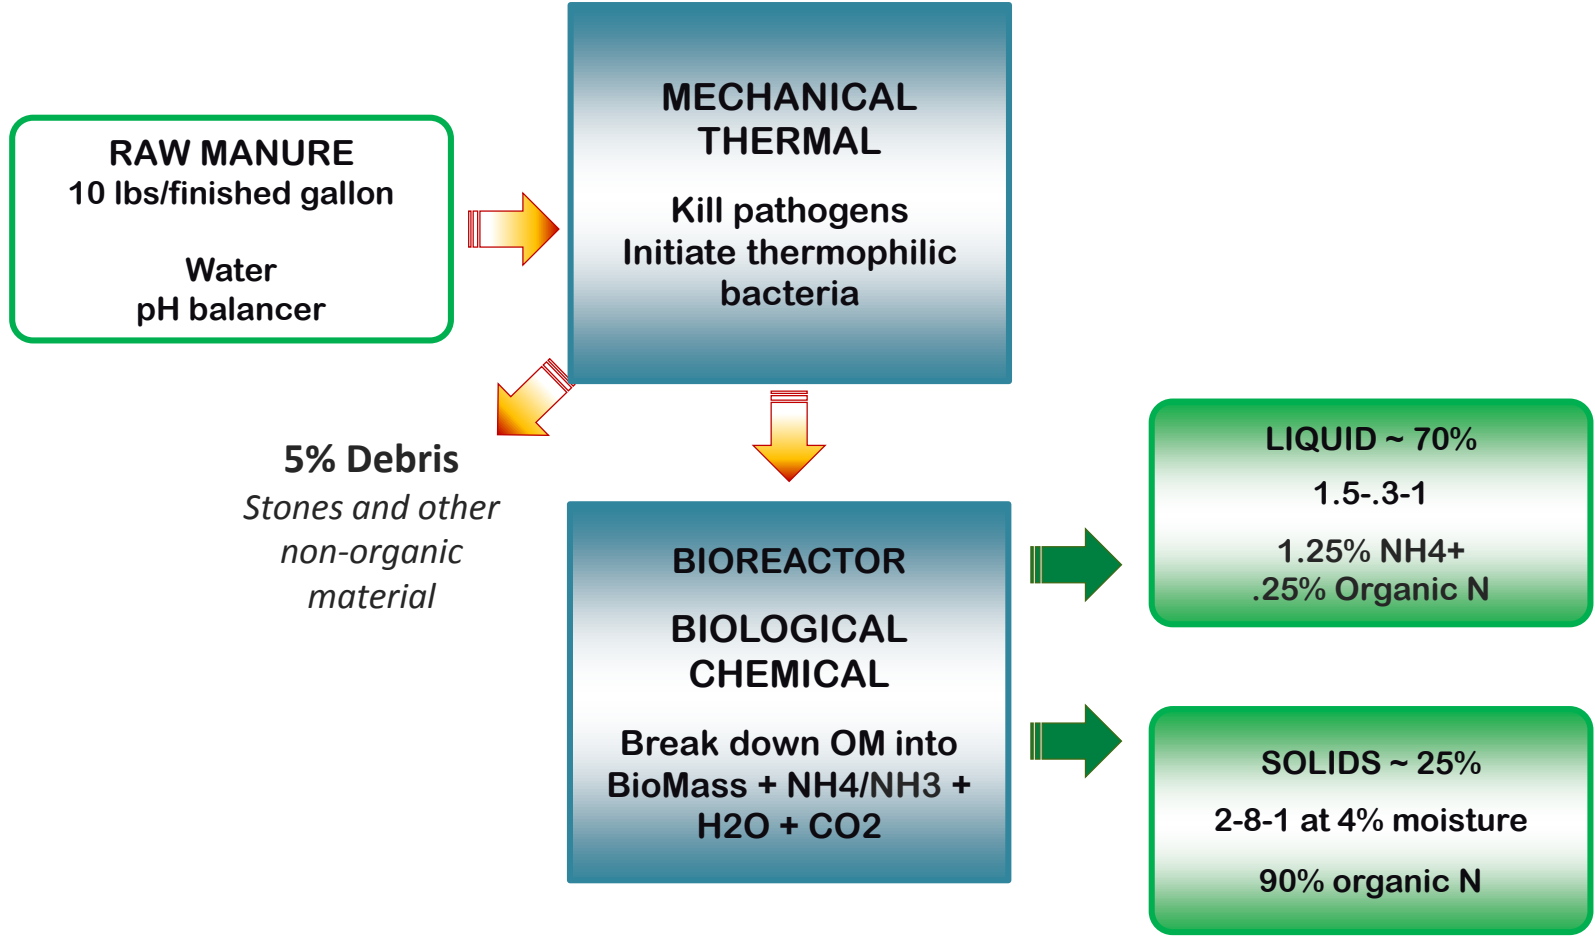 RAW MANURE
10 lbs/finished gallon
Water
pH balancer
MECHANICAL
THERMAL
Kill pathogens
Initiate thermophilic
bacteria
5% Debris
Stones and other
non-organic
material
BIOREACTOR
BIOLOGICAL
CHEMICAL
Break down OM into
BioMass + NH4/NH3 +
H2O + CO2
LIQUID ~ 70%
1.5-.3-1
1.25% NH4+
.25% Organic N
SOLIDS ~ 25%
2-8-1 at 4% moisture
90% organic N